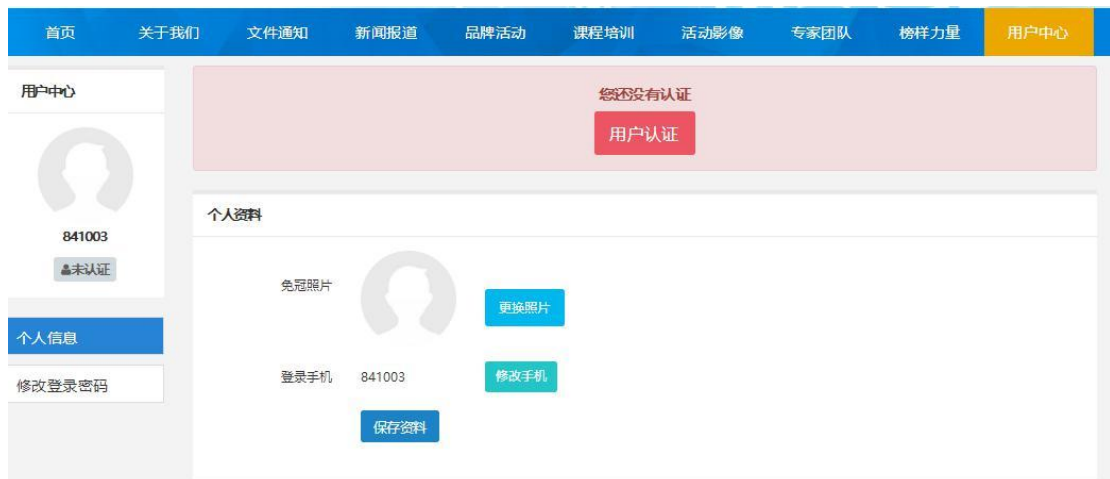 首页 关于我们 文件通知 新闻报道 品牌活动 课程培训 活动影像 专家团队 榜样力量 用户中心
用户中心
841003
未认证
个人信息
修改登录密码
您还没有认证
用户认证
个人资料
免冠照片
更换照片
登录手机 841003 修改手机
保存资料